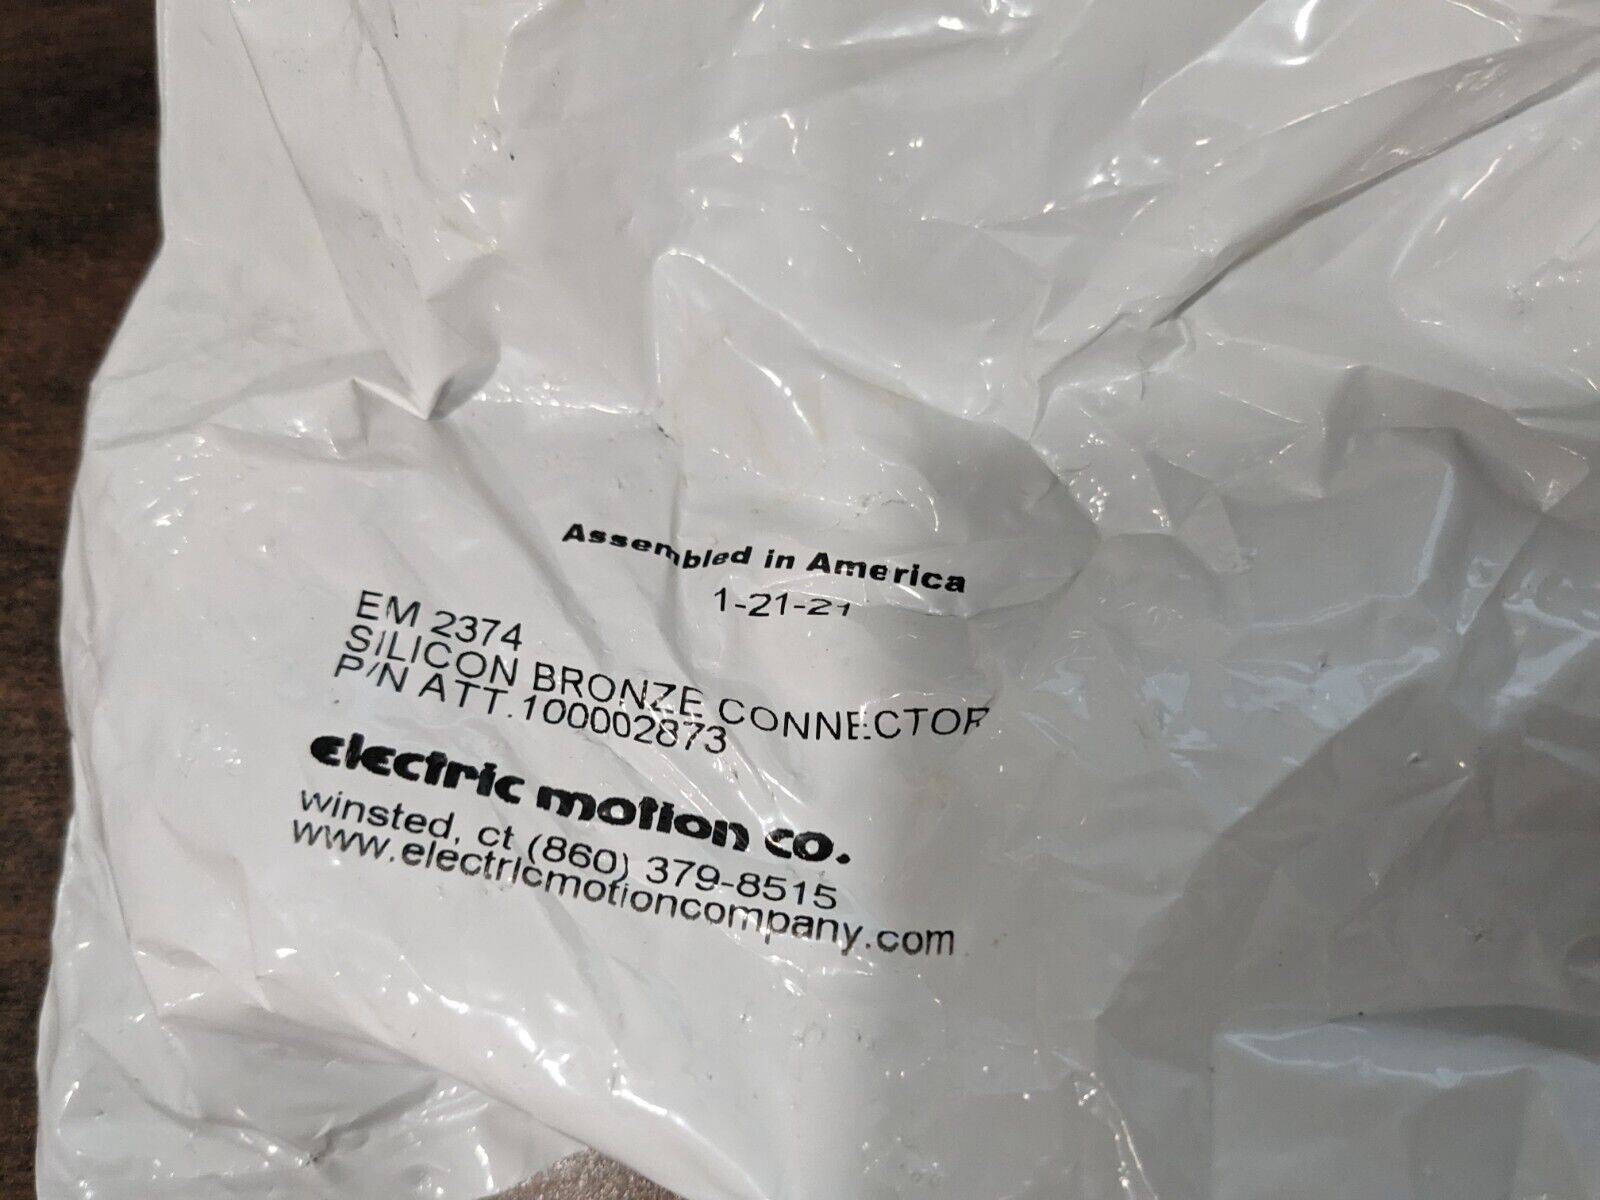 Assembled in America
1-21-21
EM 2374
SILICON BRONZE CONNECTOR
P/N ATT.100002873
electric motion co.
winsted, ct (860) 379-8515
www.electricmotioncompany.com